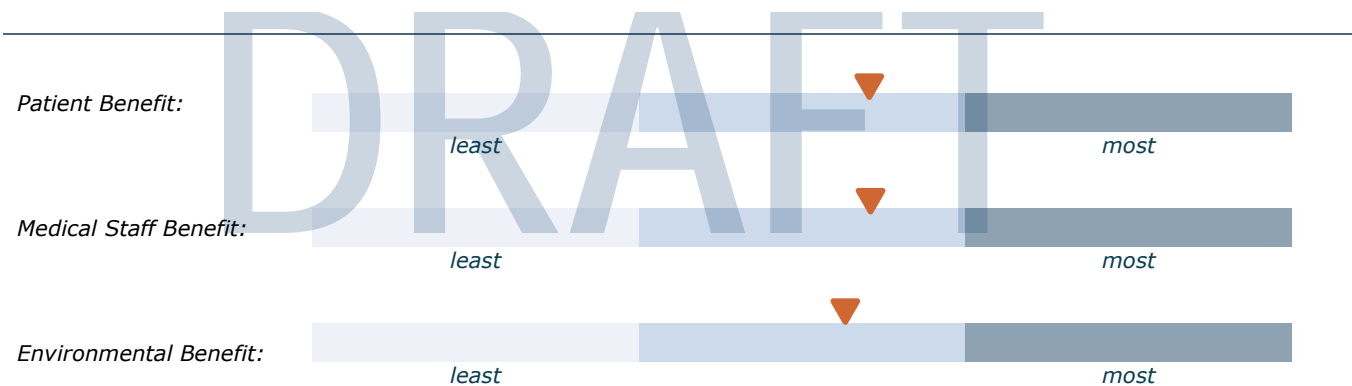 DRAFT
Patient Benefit:
least most
Medical Staff Benefit:
least most
Environmental Benefit:
least most